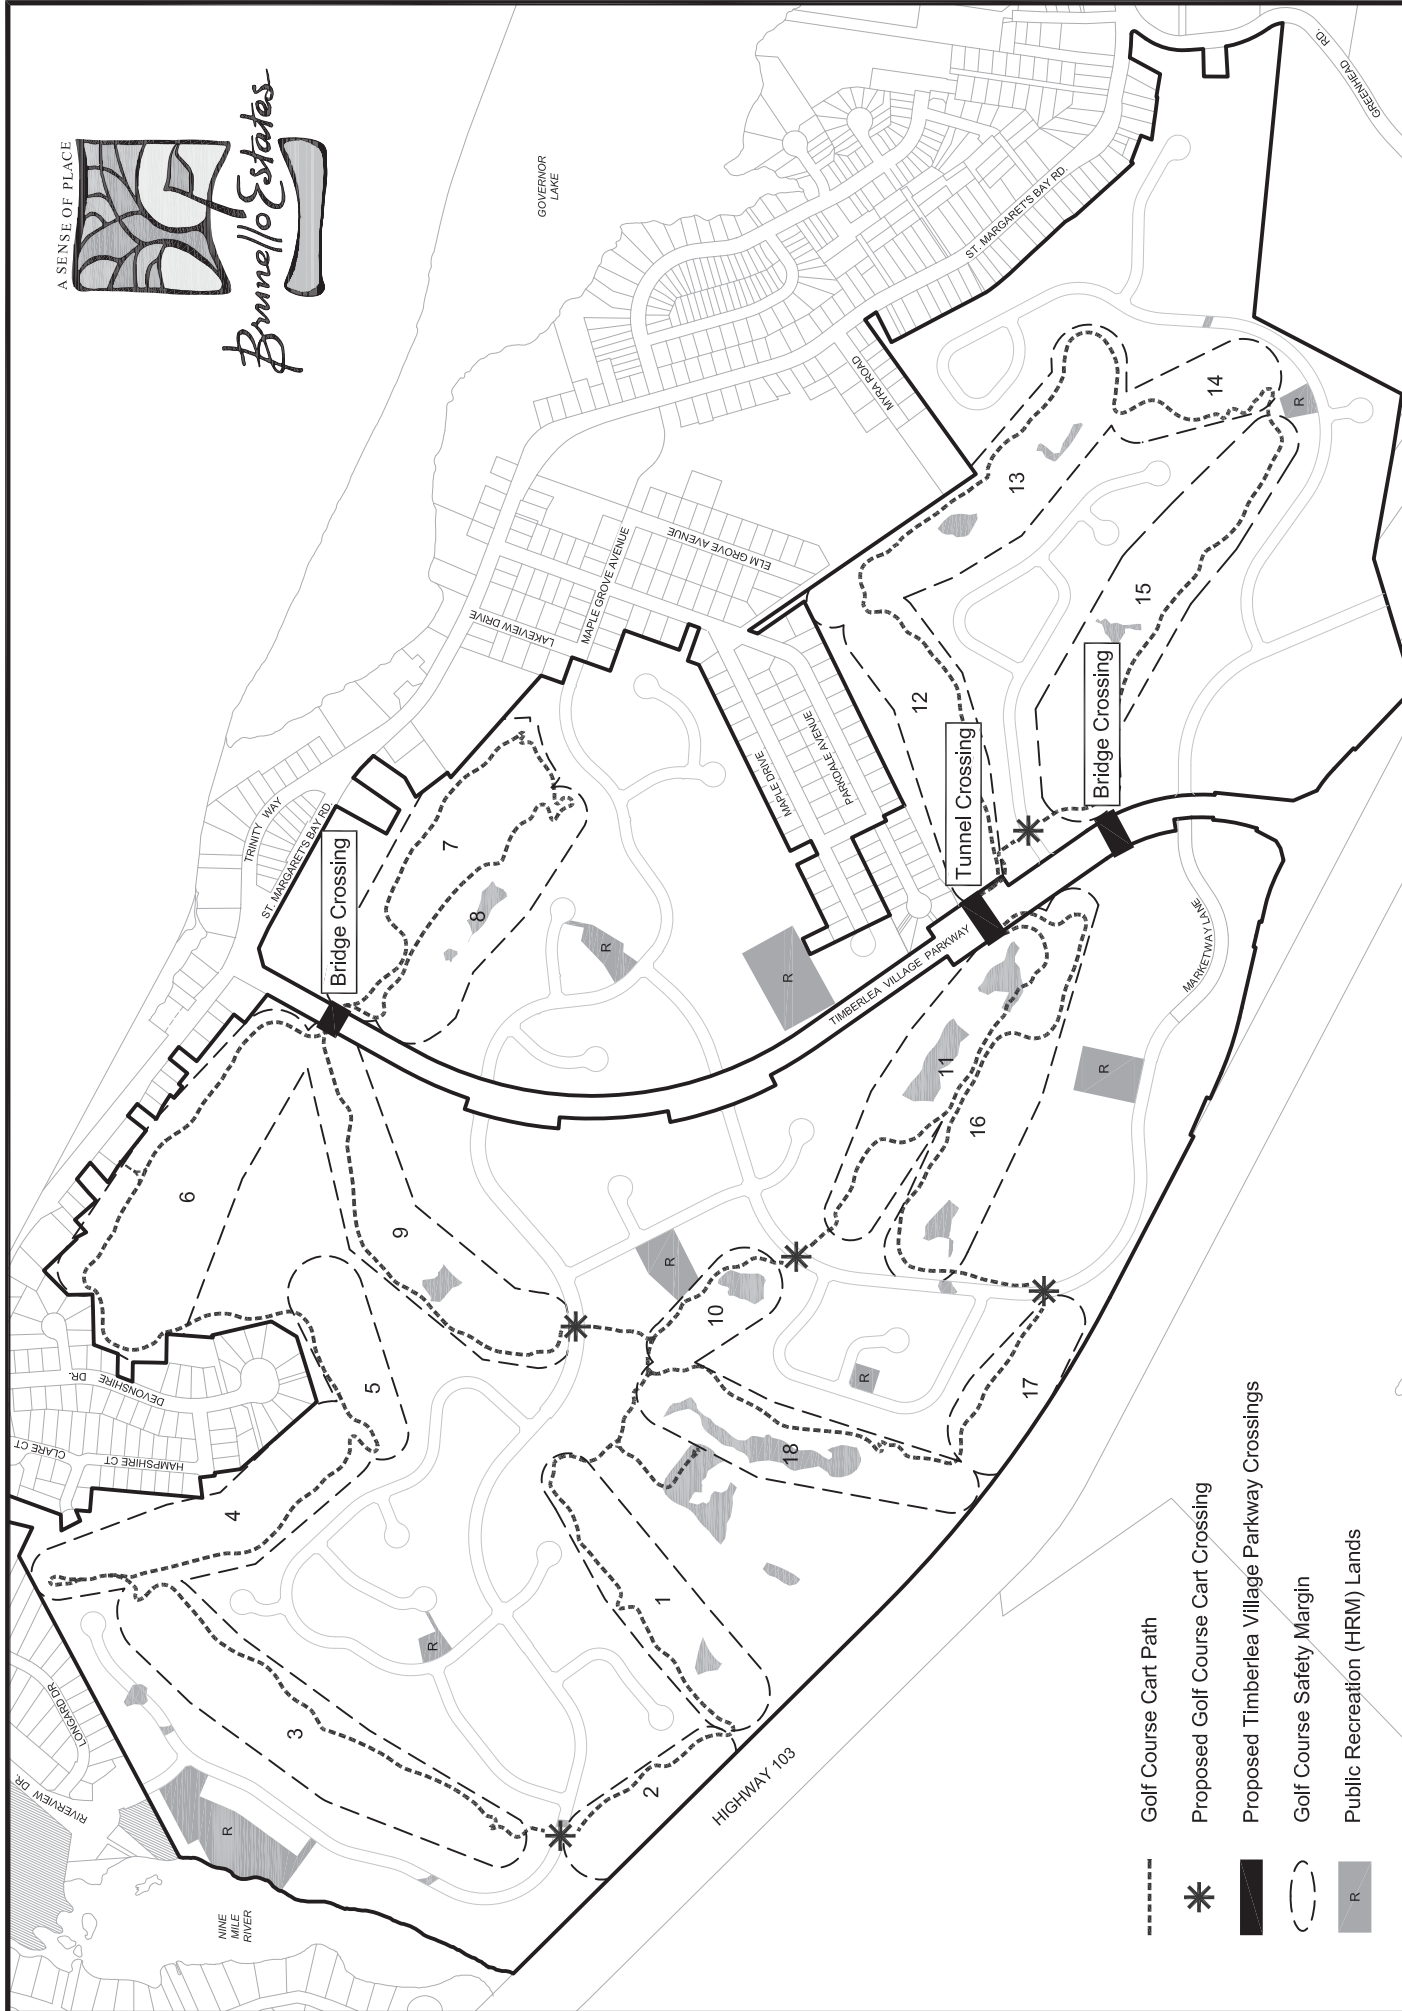 A SENSE OF PLACE
Brunello Estates
GOVERNOR
LAKE
GREENHEAD
RD.
ST. MARGARET'S BAY RD.
MYRA ROAD
ELM GROVE AVENUE
MAPLE GROVE AVENUE
LAKEVIEW DRIVE
MAPLE DRIVE
PARKDALE AVENUE
TRINITY WAY
ST. MARGARET'S BAY RD.
Bridge Crossing
Tunnel Crossing
Bridge Crossing
TIMBERLEA VILLAGE PARKWAY
MARKETWAY LANE
DEVONSHIRE DR.
CLARE CT
HAMPSHIRE CT
LONGARD DR.
RIVERVIEW DR.
NINE
MILE
RIVER
HIGHWAY 103
1
2
3
4
5
6
7
8
9
10
11
12
13
14
15
16
17
18
R
R
R
R
R
R
R
R
Golf Course Cart Path
Proposed Golf Course Cart Crossing
Proposed Timberlea Village Parkway Crossings
Golf Course Safety Margin
R
Public Recreation (HRM) Lands